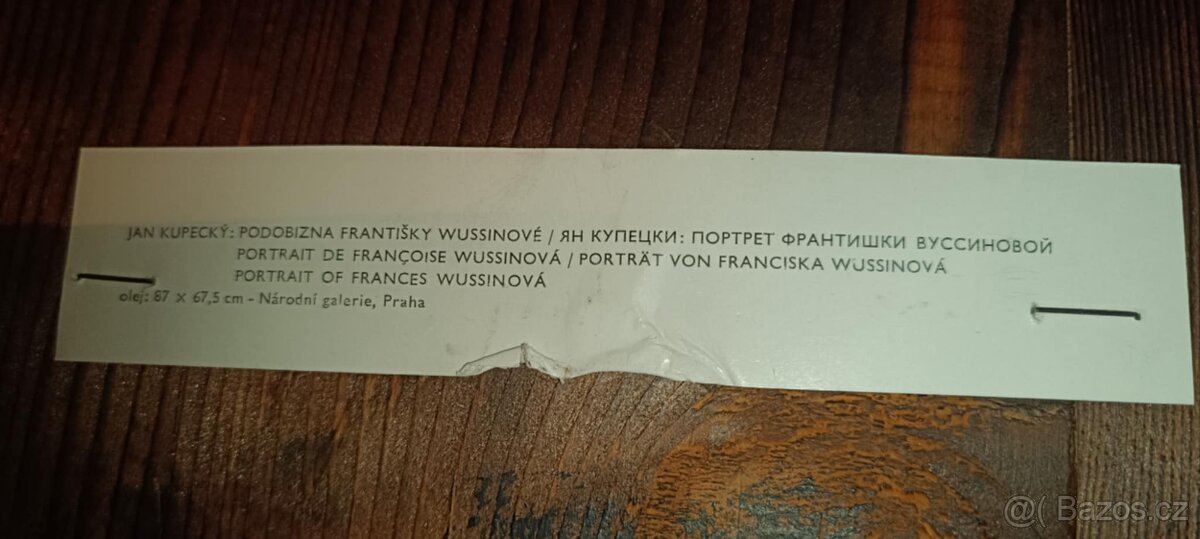 JAN KUPECKÝ: PODOBIZNA FRANTIŠKY WUSSINOVÉ / ЯН КУПЕЦКИ: ПОРТРЕТ ФРАНТИШКИ ВУССИНОВОЙ
PORTRAIT DE FRANÇOISE WUSSINOVÁ / PORTRÄT VON FRANCISKA WUSSINOVÁ
PORTRAIT OF FRANCES WUSSINOVÁ
olej: 87 × 67,5 cm - Národní galerie, Praha
@( Bazos.cz